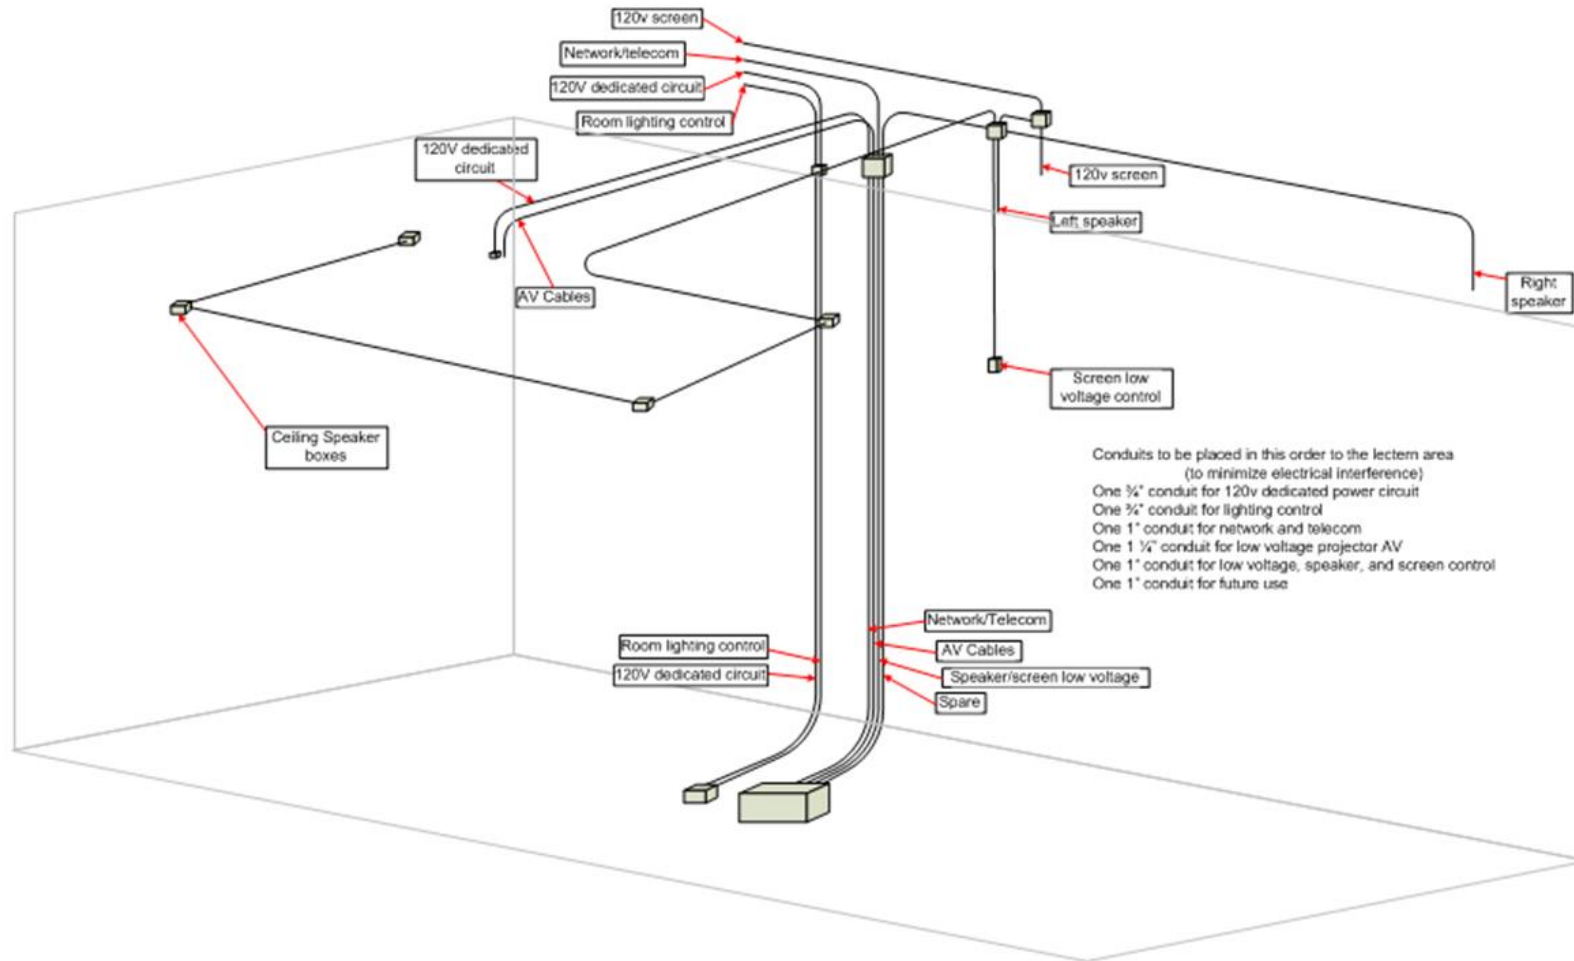 120v screen
Network/telecom
120V dedicated circuit
Room lighting control
120V dedicated
circuit
120v screen
Left speaker
AV Cables
Right
speaker
Screen low
voltage control
Ceiling Speaker
boxes
Conduits to be placed in this order to the lectern area
(to minimize electrical interference)
One ¾" conduit for 120v dedicated power circuit
One ¾" conduit for lighting control
One 1" conduit for network and telecom
One 1 ¼" conduit for low voltage projector AV
One 1" conduit for low voltage, speaker, and screen control
One 1" conduit for future use
Network/Telecom
Room lighting control
AV Cables
120V dedicated circuit
Speaker/screen low voltage
Spare